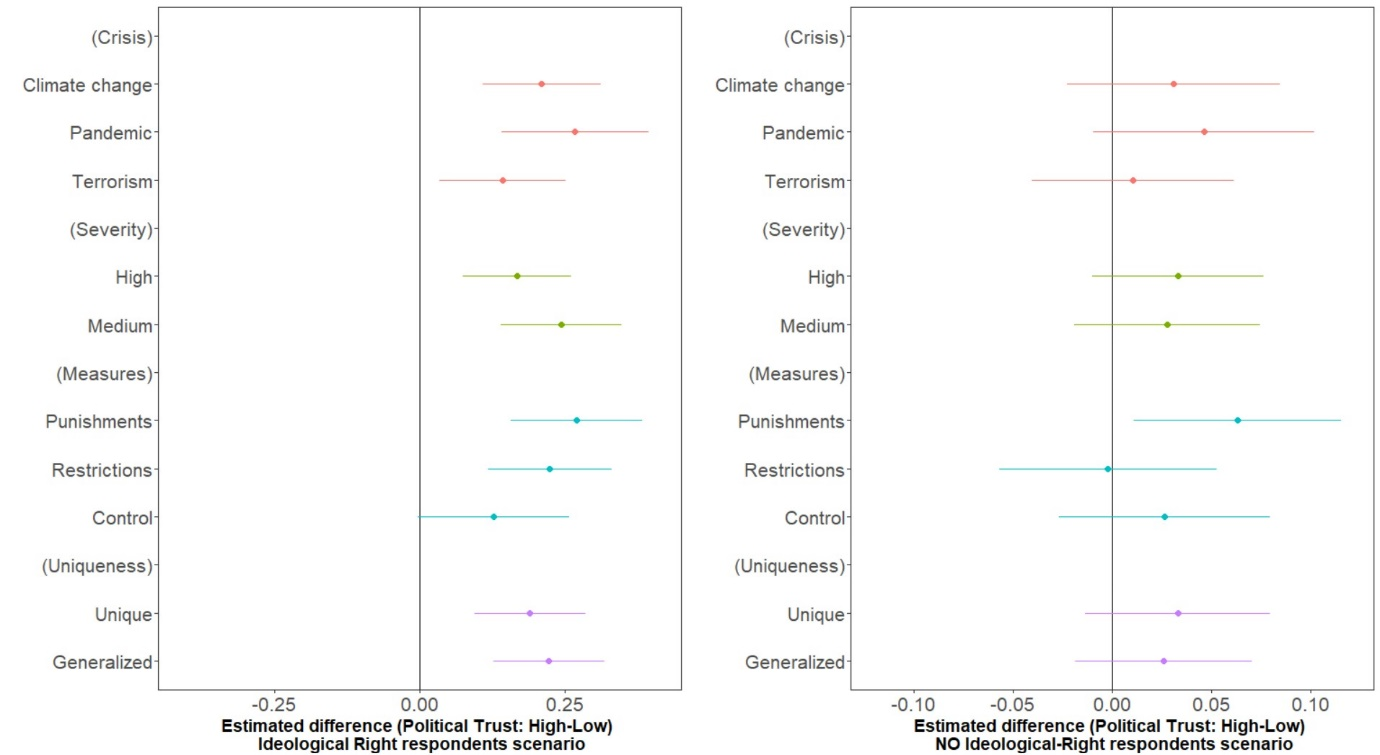 (Crisis)
Climate change
Pandemic
Terrorism
(Severity)
High
Medium
(Measures)
Punishments
Restrictions
Control
(Uniqueness)
Unique
Generalized
-0.25 0.00 0.25
Estimated difference (Political Trust: High-Low)
Ideological Right respondents scenario
(Crisis)
Climate change
Pandemic
Terrorism
(Severity)
High
Medium
(Measures)
Punishments
Restrictions
Control
(Uniqueness)
Unique
Generalized
-0.10 -0.05 0.00 0.05 0.10
Estimated difference (Political Trust: High-Low)
NO Ideological-Right respondents scenario